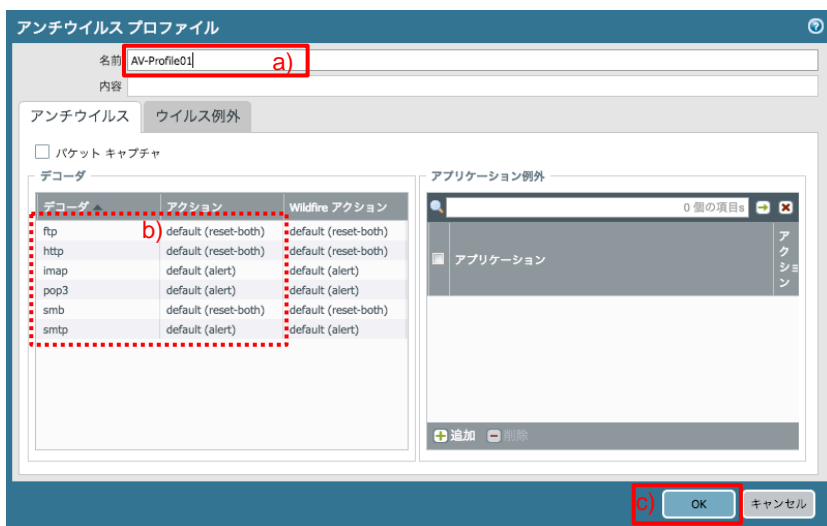 アンチウイルス プロファイル
名前 AV-Profile01 a)
内容
アンチウイルス ウイルス例外
パケット キャプチャ
デコーダ
デコーダ アクション Wildfire アクション
b)
ftp default (reset-both) default (reset-both)
http default (reset-both) default (reset-both)
imap default (alert) default (alert)
pop3 default (alert) default (alert)
smb default (reset-both) default (reset-both)
smtp default (alert) default (alert)
アプリケーション例外
0 個の項目s
アプリケーション アクション
追加 削除
c) OK キャンセル